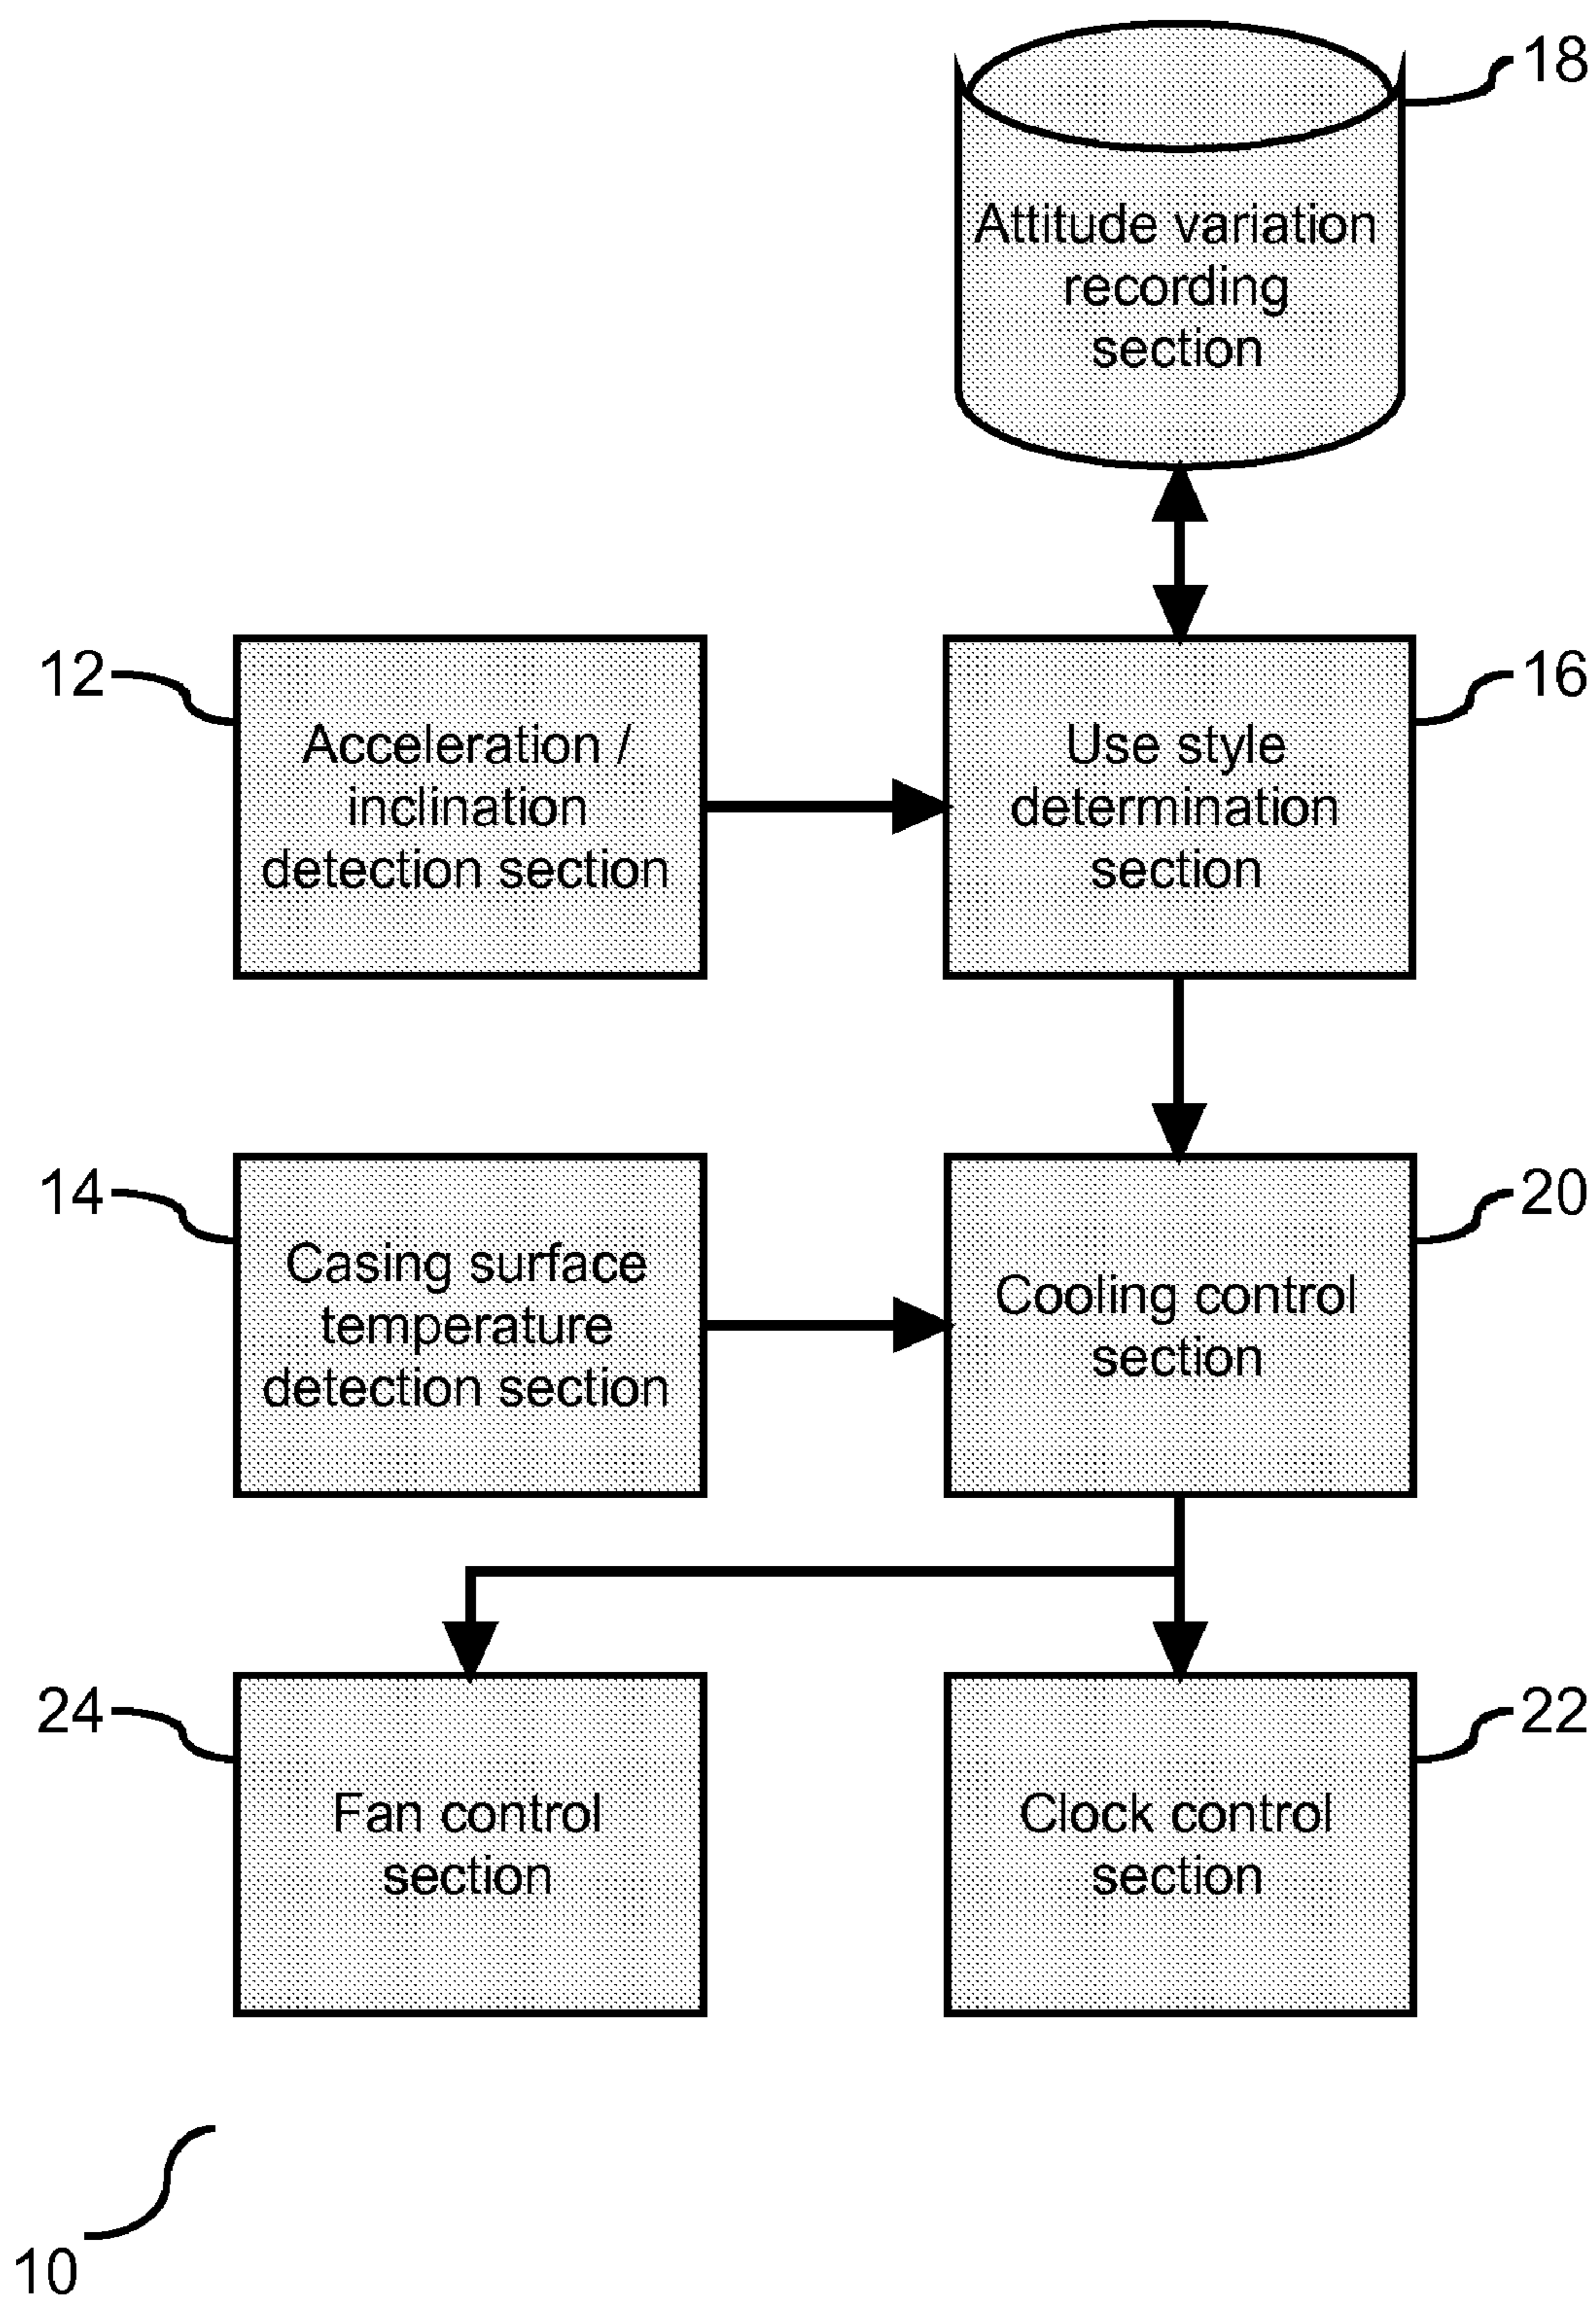 18
Attitude variation
recording
section
12
Acceleration /
inclination
detection section
16
Use style
determination
section
14
Casing surface
temperature
detection section
20
Cooling control
section
24
Fan control
section
22
Clock control
section
10